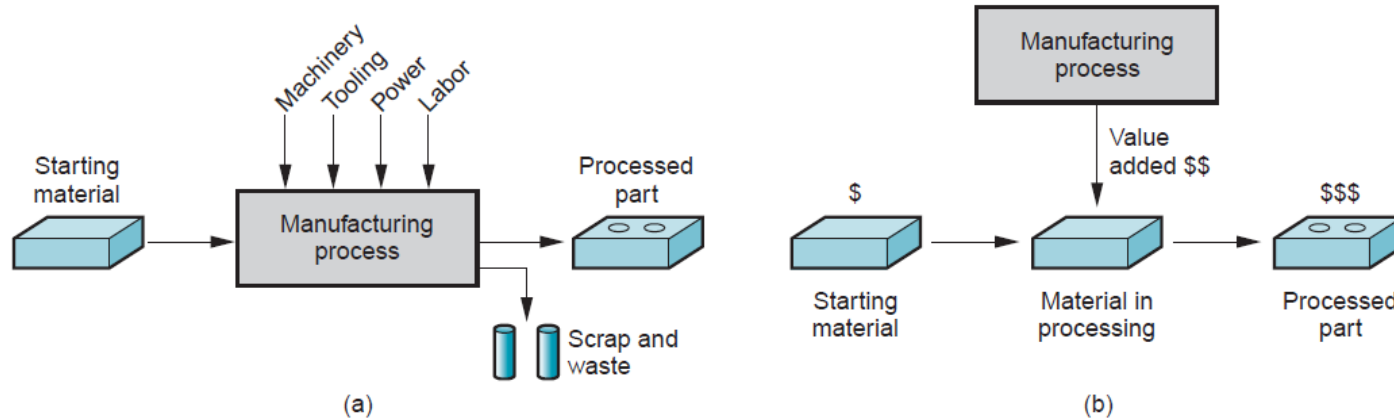 Machinery
Tooling
Power
Labor
Starting
material
Manufacturing
process
Processed
part
Scrap and
waste
(a)
Manufacturing
process
Value
added $$
$
$$$
Starting
material
Material in
processing
Processed
part
(b)